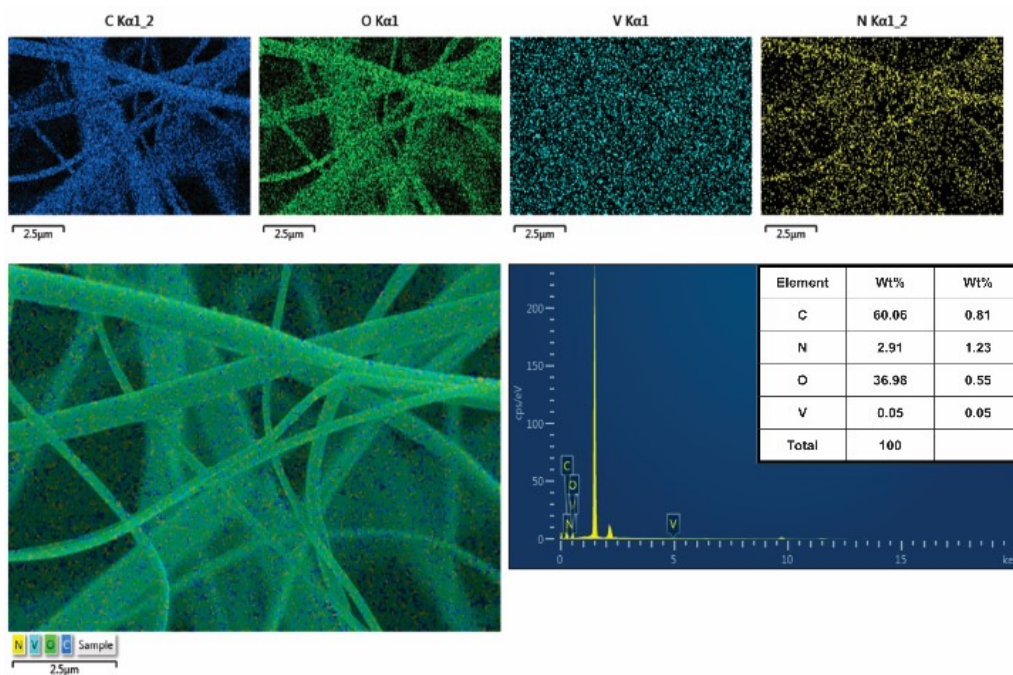 C Kα1_2 O Kα1 V Kα1 N Kα1_2
2.5µm 2.5µm 2.5µm 2.5µm
Element Wt% Wt%
C 60.06 0.81
N 2.91 1.23
O 36.98 0.55
V 0.05 0.05
Total 100
200
150
100
50
0
cps/eV
C
O
V
N
V
0 5 10 15 ke
N V O C Sample
2.5µm